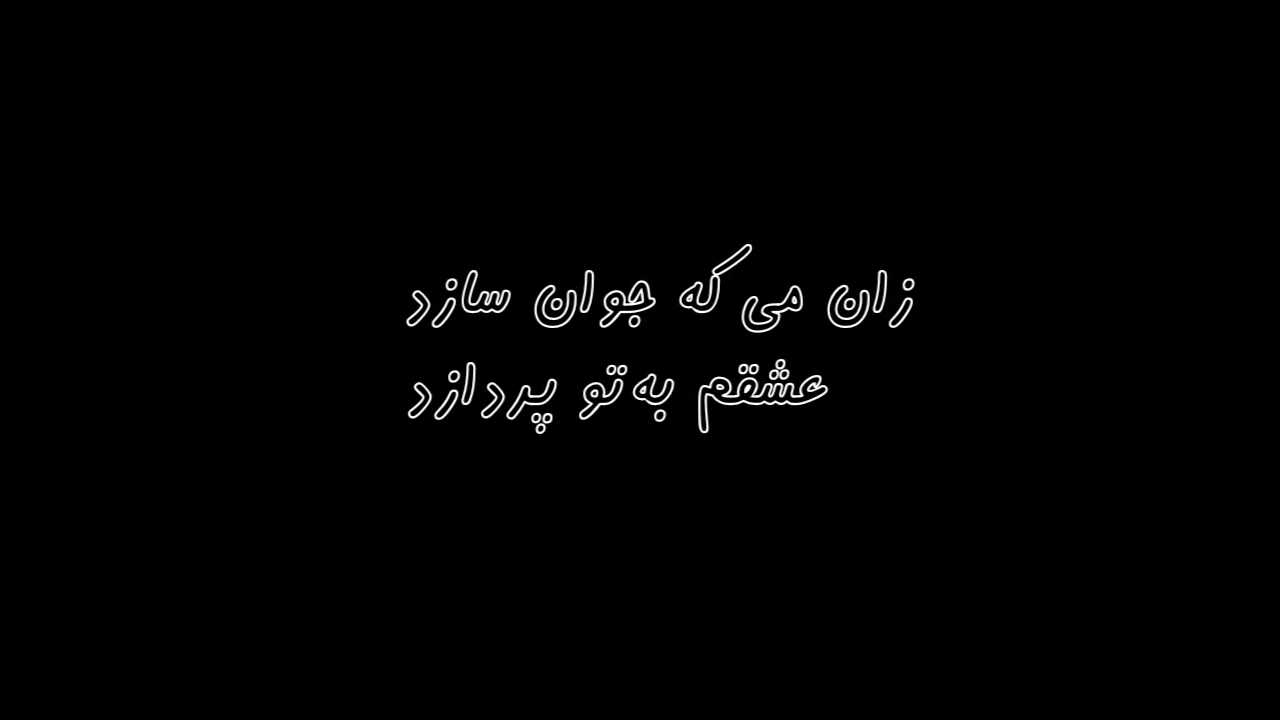 زان می که جوان سازد
عشقم به تو پردازد